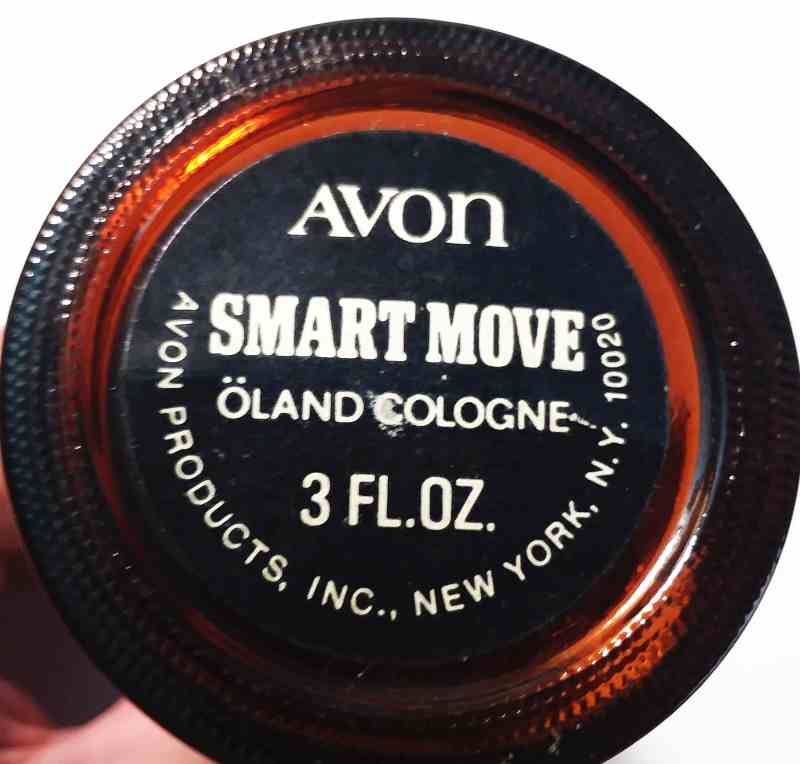 AVON
SMART MOVE
ÖLAND COLOGNE
3 FL.OZ.
AVON PRODUCTS, INC., NEW YORK, N.Y. 10020